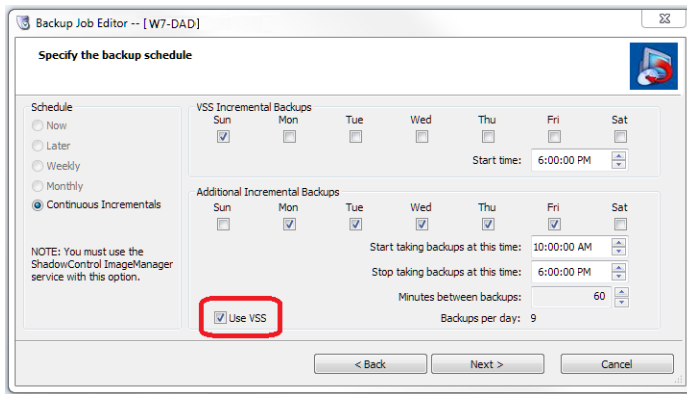 Backup Job Editor -- [W7-DAD]
Specify the backup schedule
Schedule
Now
Later
Weekly
Monthly
Continuous Incrementals
NOTE: You must use the
ShadowControl ImageManager
service with this option.
VSS Incremental Backups
Sun Mon Tue Wed Thu Fri Sat
Start time: 6:00:00 PM
Additional Incremental Backups
Sun Mon Tue Wed Thu Fri Sat
Start taking backups at this time: 10:00:00 AM
Stop taking backups at this time: 6:00:00 PM
Minutes between backups: 60
Use VSS Backups per day: 9
< Back Next > Cancel